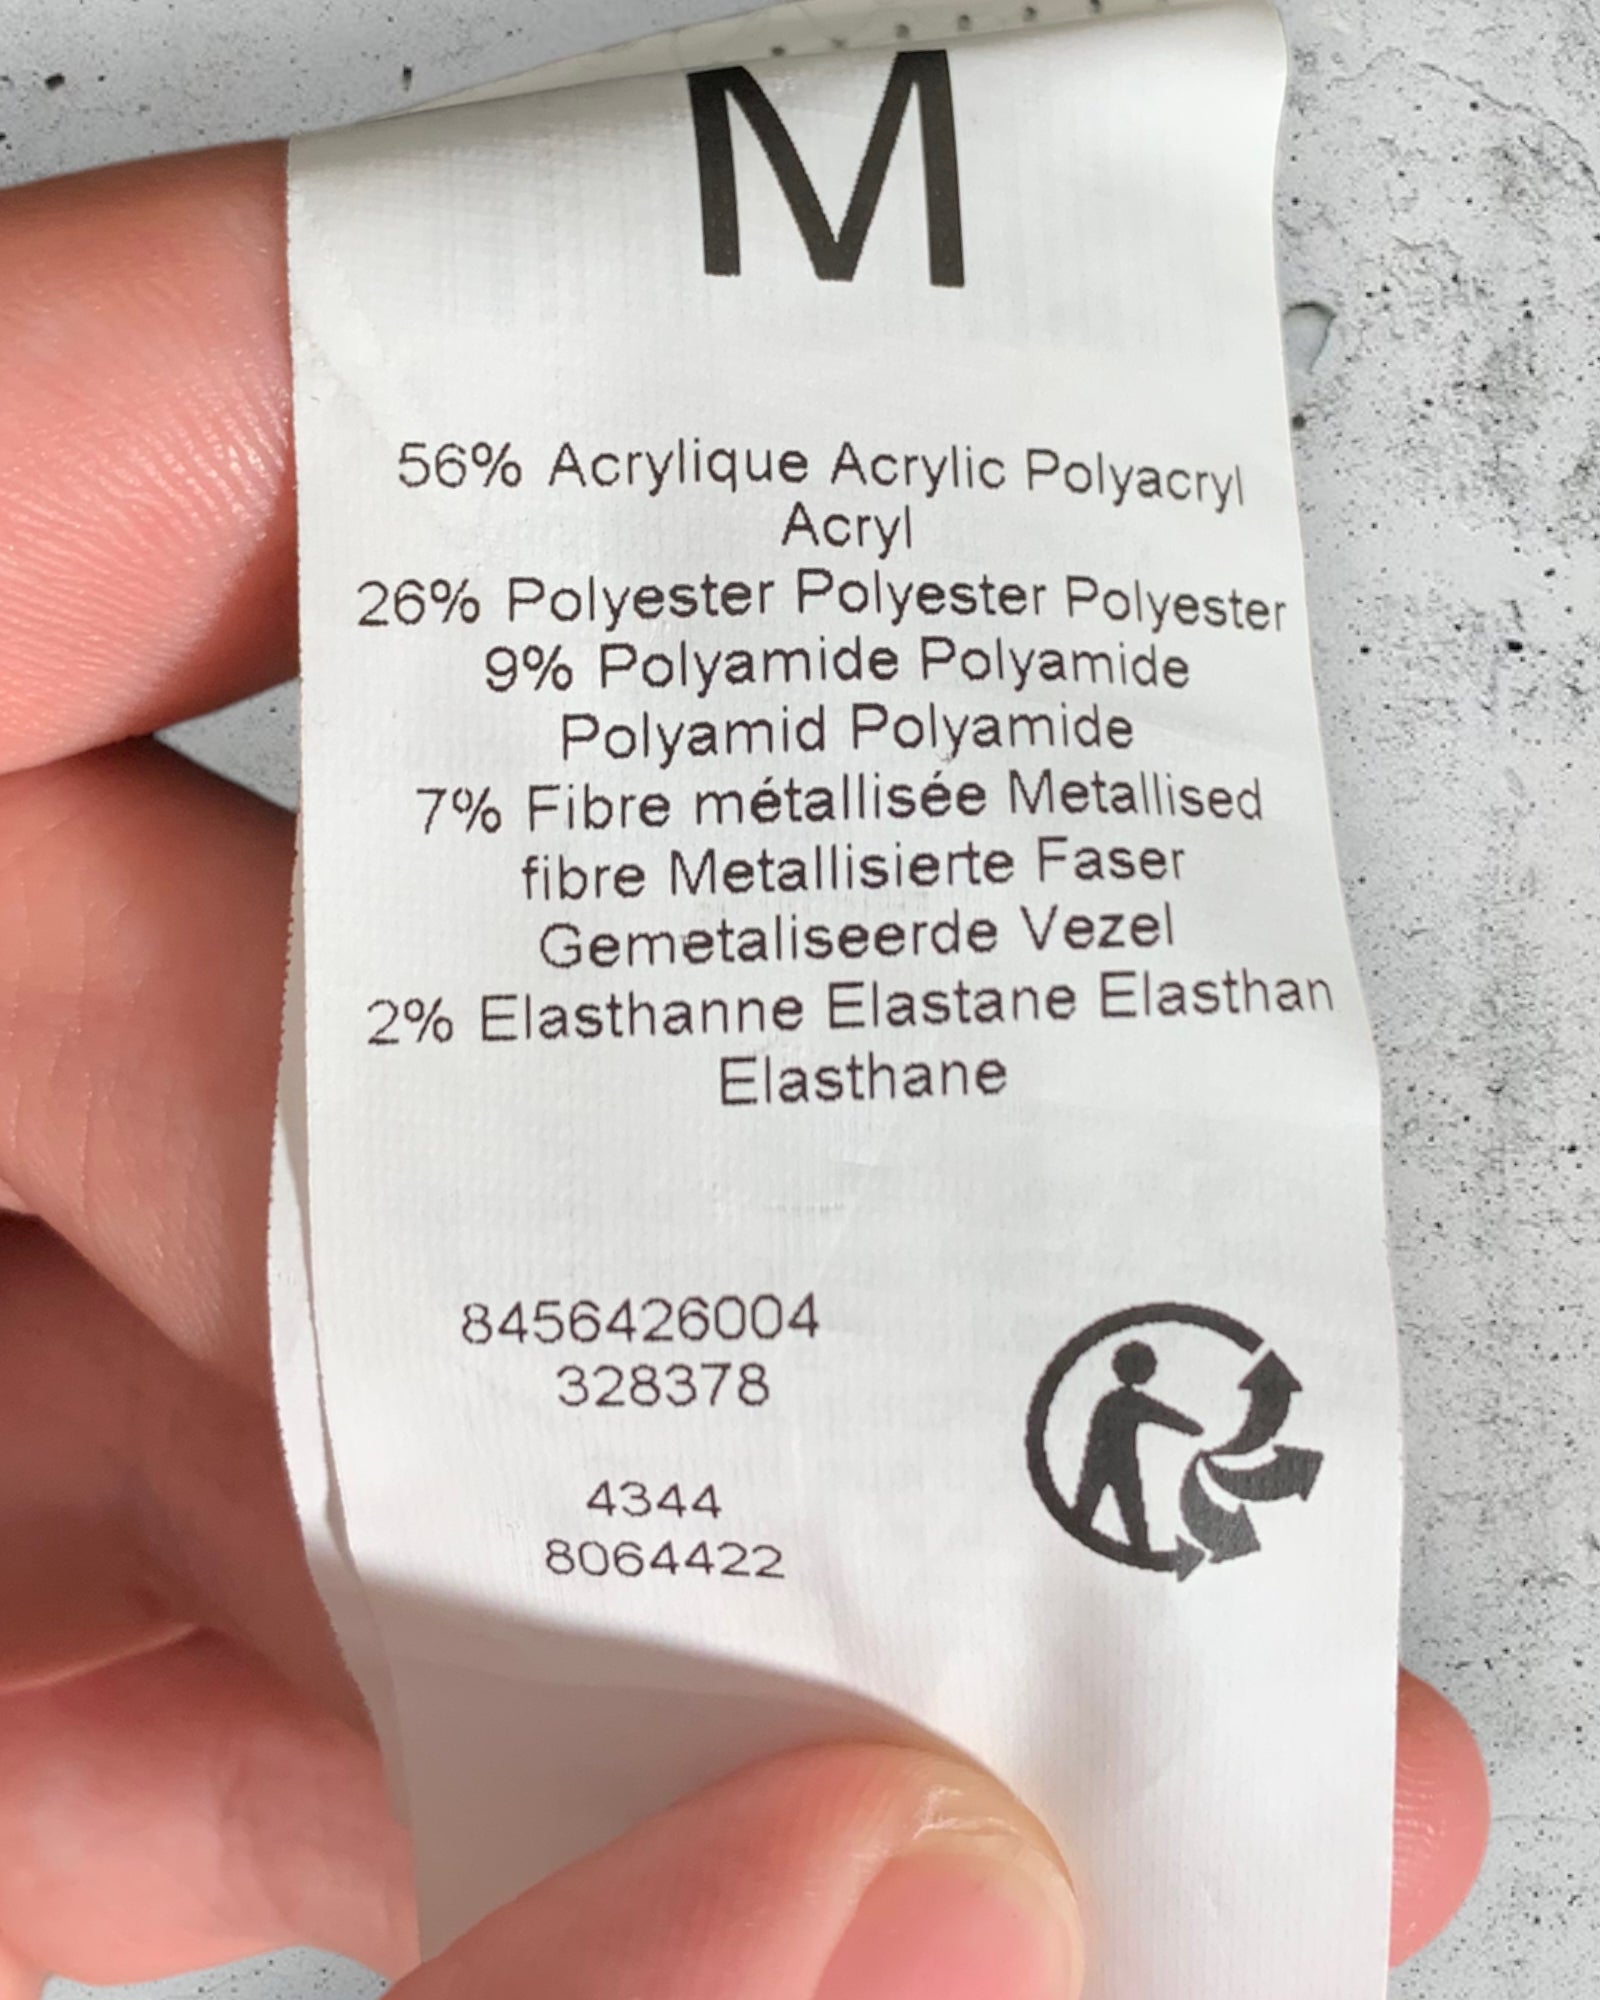 M
56% Acrylique Acrylic Polyacryl
Acryl
26% Polyester Polyester Polyester
9% Polyamide Polyamide
Polyamid Polyamide
7% Fibre métallisée Metallised
fibre Metallisierte Faser
Gemetaliseerde Vezel
2% Elasthanne Elastane Elasthan
Elasthane
8456426004
328378
4344
8064422